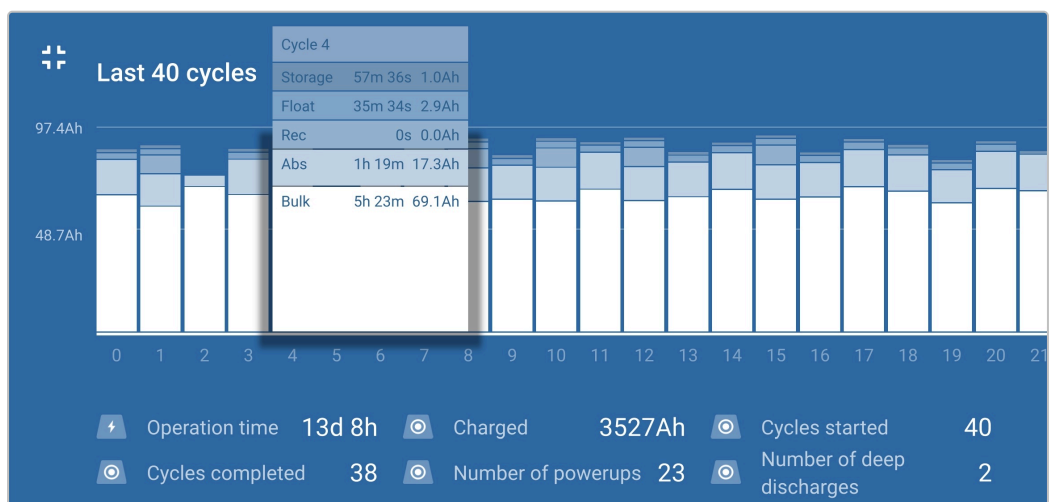 Last 40 cycles
Cycle 4
Storage 57m 36s 1.0Ah
Float 35m 34s 2.9Ah
Rec 0s 0.0Ah
Abs 1h 19m 17.3Ah
Bulk 5h 23m 69.1Ah
97.4Ah
48.7Ah
0 1 2 3 4 5 6 7 8 9 10 11 12 13 14 15 16 17 18 19 20 21
Operation time 13d 8h Charged 3527Ah Cycles started 40
Cycles completed 38 Number of powerups 23 Number of deep
discharges 2